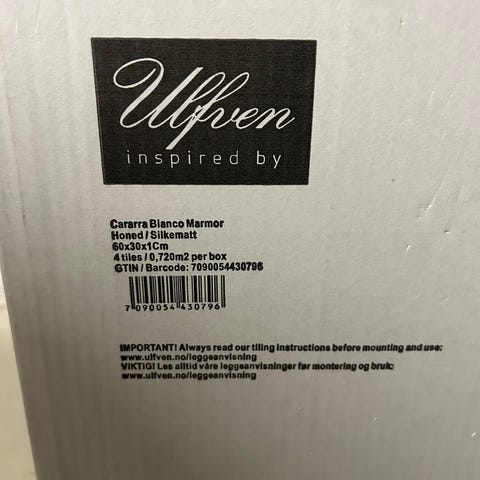 Ulfven
inspired by
Cararra Bianco Marmor
Honed / Silkematt
60x30x1Cm
4 tiles / 0,720m2 per box
GTIN / Barcode: 7090054430796
7 090054 430796
IMPORTANT! Always read our tiling instructions before mounting and use:
www.ulfven.no/leggeanvisning
VIKTIG! Les alltid våre leggeanvisninger før montering og bruk:
www.ulfven.no/leggeanvisning